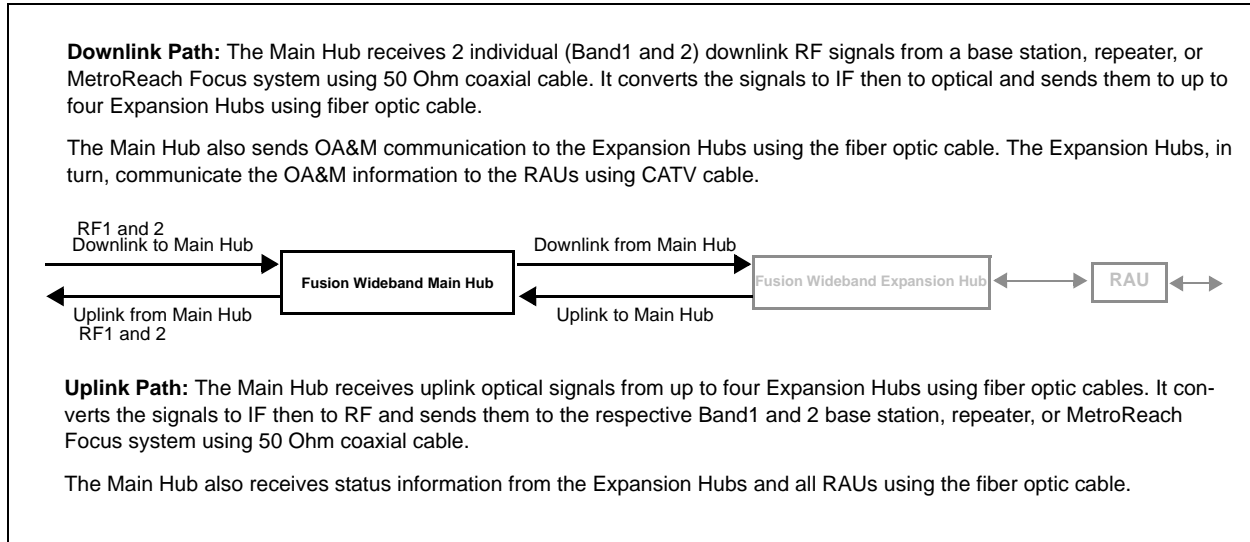 Downlink Path: The Main Hub receives 2 individual (Band1 and 2) downlink RF signals from a base station, repeater, or
MetroReach Focus system using 50 Ohm coaxial cable. It converts the signals to IF then to optical and sends them to up to
four Expansion Hubs using fiber optic cable.
The Main Hub also sends OA&M communication to the Expansion Hubs using the fiber optic cable. The Expansion Hubs, in
turn, communicate the OA&M information to the RAUs using CATV cable.
RF1 and 2
Downlink to Main Hub
Downlink from Main Hub
Fusion Wideband Main Hub
Fusion Wideband Expansion Hub
RAU
Uplink from Main Hub
RF1 and 2
Uplink to Main Hub
Uplink Path: The Main Hub receives uplink optical signals from up to four Expansion Hubs using fiber optic cables. It con-
verts the signals to IF then to RF and sends them to the respective Band1 and 2 base station, repeater, or MetroReach
Focus system using 50 Ohm coaxial cable.
The Main Hub also receives status information from the Expansion Hubs and all RAUs using the fiber optic cable.